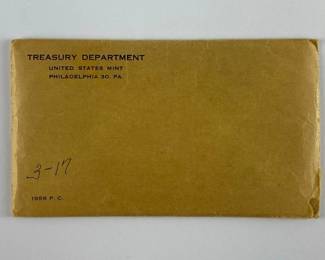 TREASURY DEPARTMENT
UNITED STATES MINT
PHILADELPHIA 30. PA.
3-17
1958 P. C.